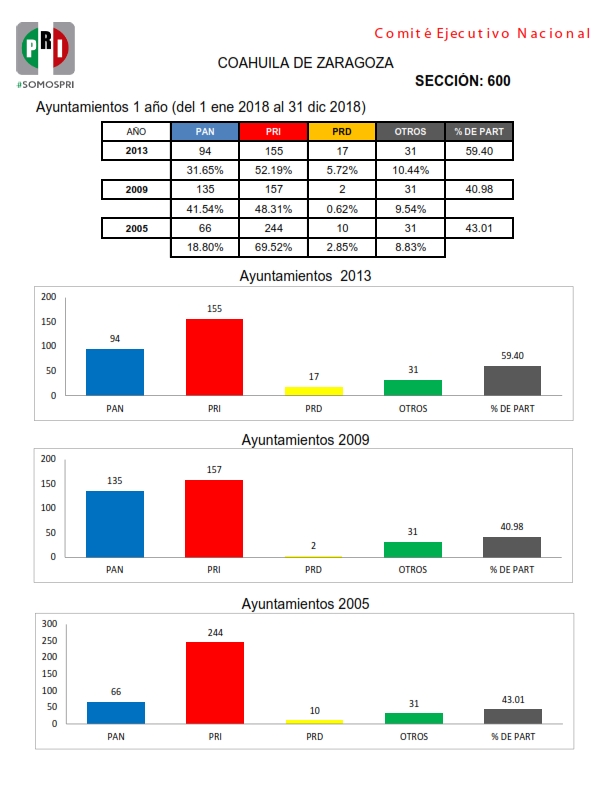 Comité Ejecutivo Nacional
PRI
#SOMOSPRI
COAHUILA DE ZARAGOZA
SECCIÓN: 600
Ayuntamientos 1 año (del 1 ene 2018 al 31 dic 2018)
AÑO PAN PRI PRD OTROS % DE PART
2013 94 155 17 31 59.40
31.65% 52.19% 5.72% 10.44%
2009 135 157 2 31 40.98
41.54% 48.31% 0.62% 9.54%
2005 66 244 10 31 43.01
18.80% 69.52% 2.85% 8.83%
Ayuntamientos 2013
200
155
150
94
100
59.40
50
31
17
0
PAN PRI PRD OTROS % DE PART
Ayuntamientos 2009
200
157
150
135
100
50
40.98
31
2
0
PAN PRI PRD OTROS % DE PART
Ayuntamientos 2005
300
250
244
200
150
100
66
50
43.01
31
10
0
PAN PRI PRD OTROS % DE PART